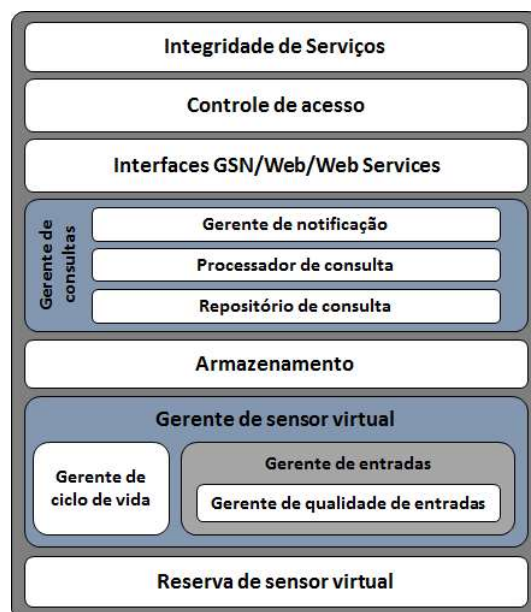 Integridade de Serviços
Controle de acesso
Interfaces GSN/Web/Web Services
Gerente de
consultas
Gerente de notificação
Processador de consulta
Repositório de consulta
Armazenamento
Gerente de sensor virtual
Gerente de
ciclo de vida
Gerente de entradas
Gerente de qualidade de entradas
Reserva de sensor virtual